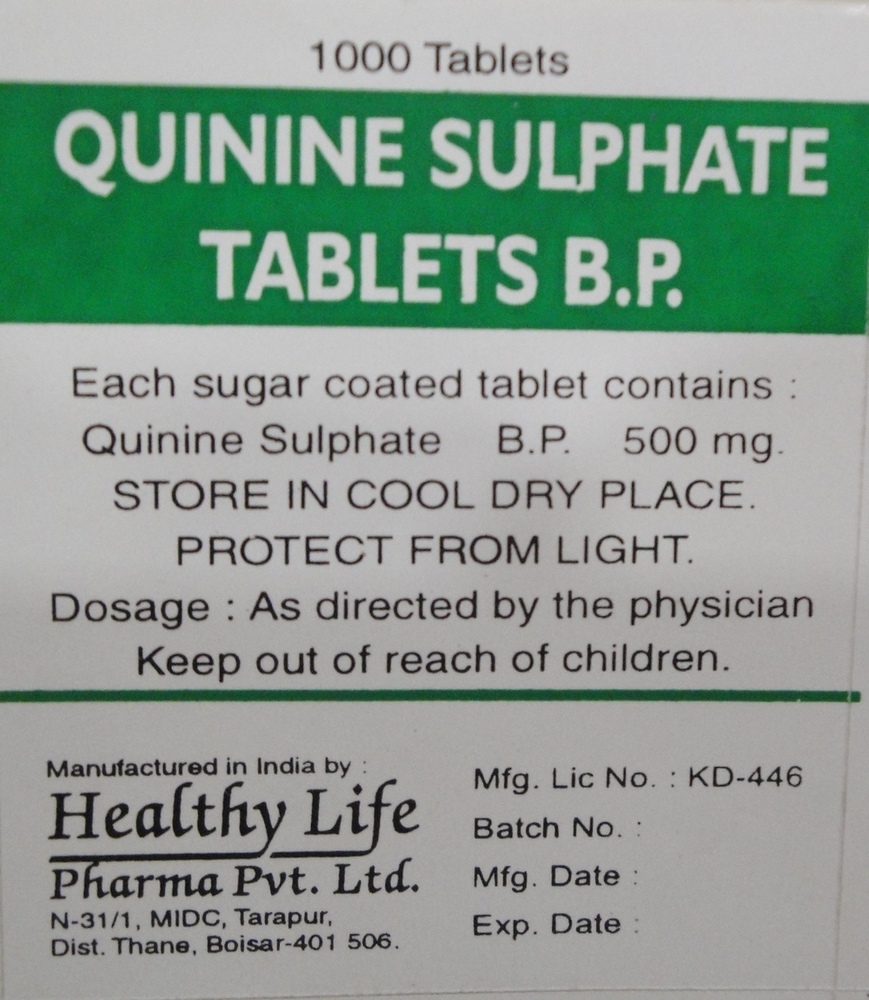 1000 Tablets
QUININE SULPHATE
TABLETS B.P.
Each sugar coated tablet contains :
Quinine Sulphate B.P. 500 mg.
STORE IN COOL DRY PLACE.
PROTECT FROM LIGHT.
Dosage : As directed by the physician
Keep out of reach of children.
Manufactured in India by :
Healthy Life
Pharma Pvt. Ltd.
N-31/1, MIDC, Tarapur,
Dist. Thane, Boisar-401 506.
Mfg. Lic No. : KD-446
Batch No. :
Mfg. Date :
Exp. Date :